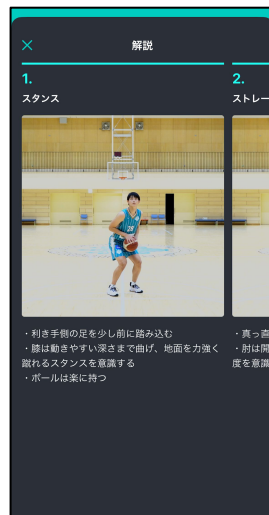 解説
1.
スタンス
・利き手側の足を少し前に踏み込む
・膝は動きやすい深さまで曲げ、地面を力強く
蹴れるスタンスを意識する
・ボールは楽に持つ
2.
ストレー
・真っ直
・肘は開
度を意識